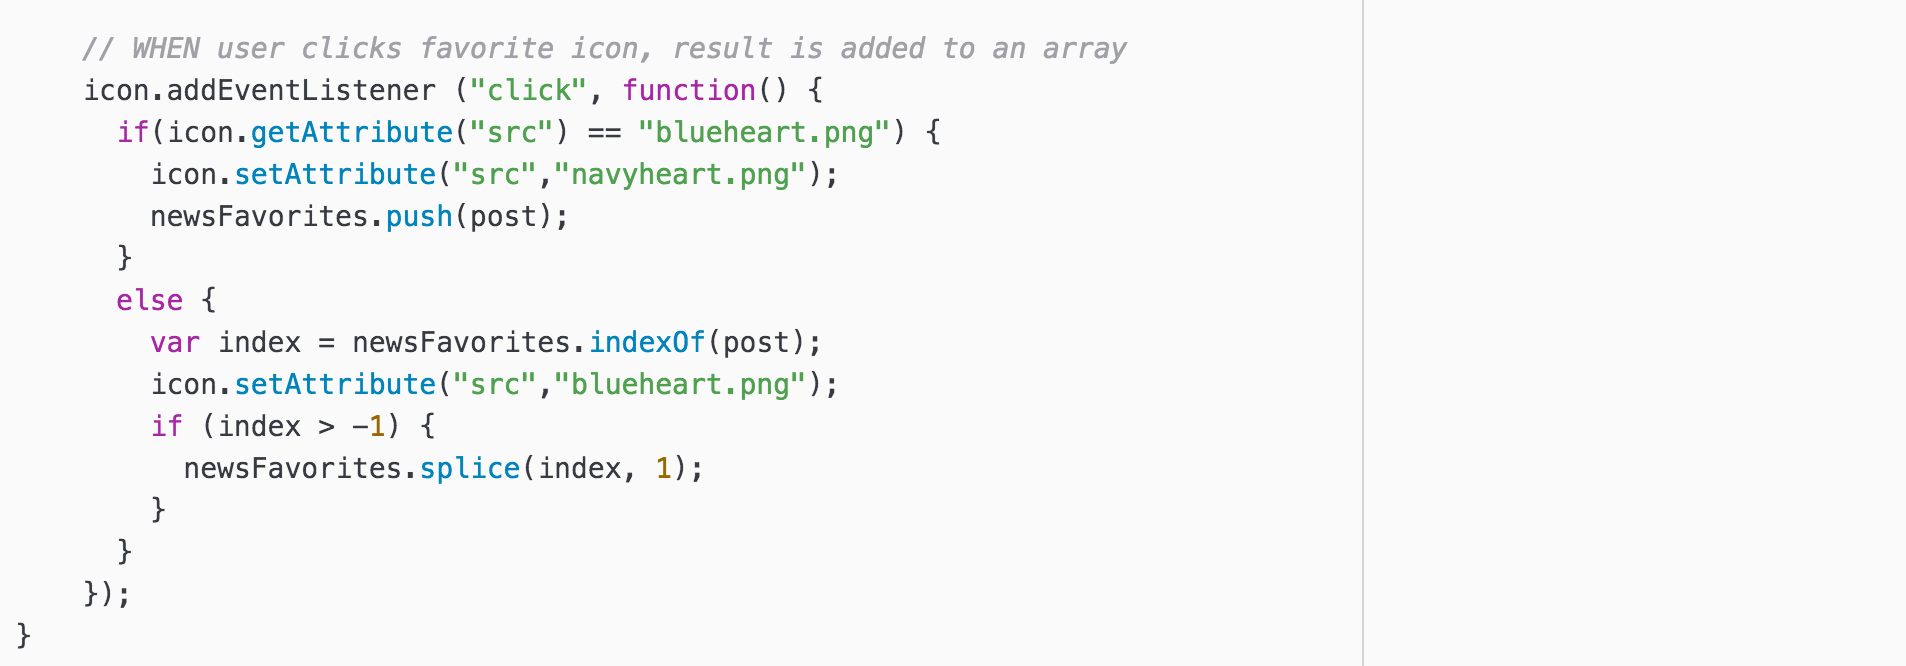 // WHEN user clicks favorite icon, result is added to an array
icon.addEventListener ("click", function() {
if(icon.getAttribute("src") == "blueheart.png") {
icon.setAttribute("src","navyheart.png");
newsFavorites.push(post);
}
else {
var index = newsFavorites.indexOf(post);
icon.setAttribute("src","blueheart.png");
if (index > -1) {
newsFavorites.splice(index, 1);
}
}
});
}